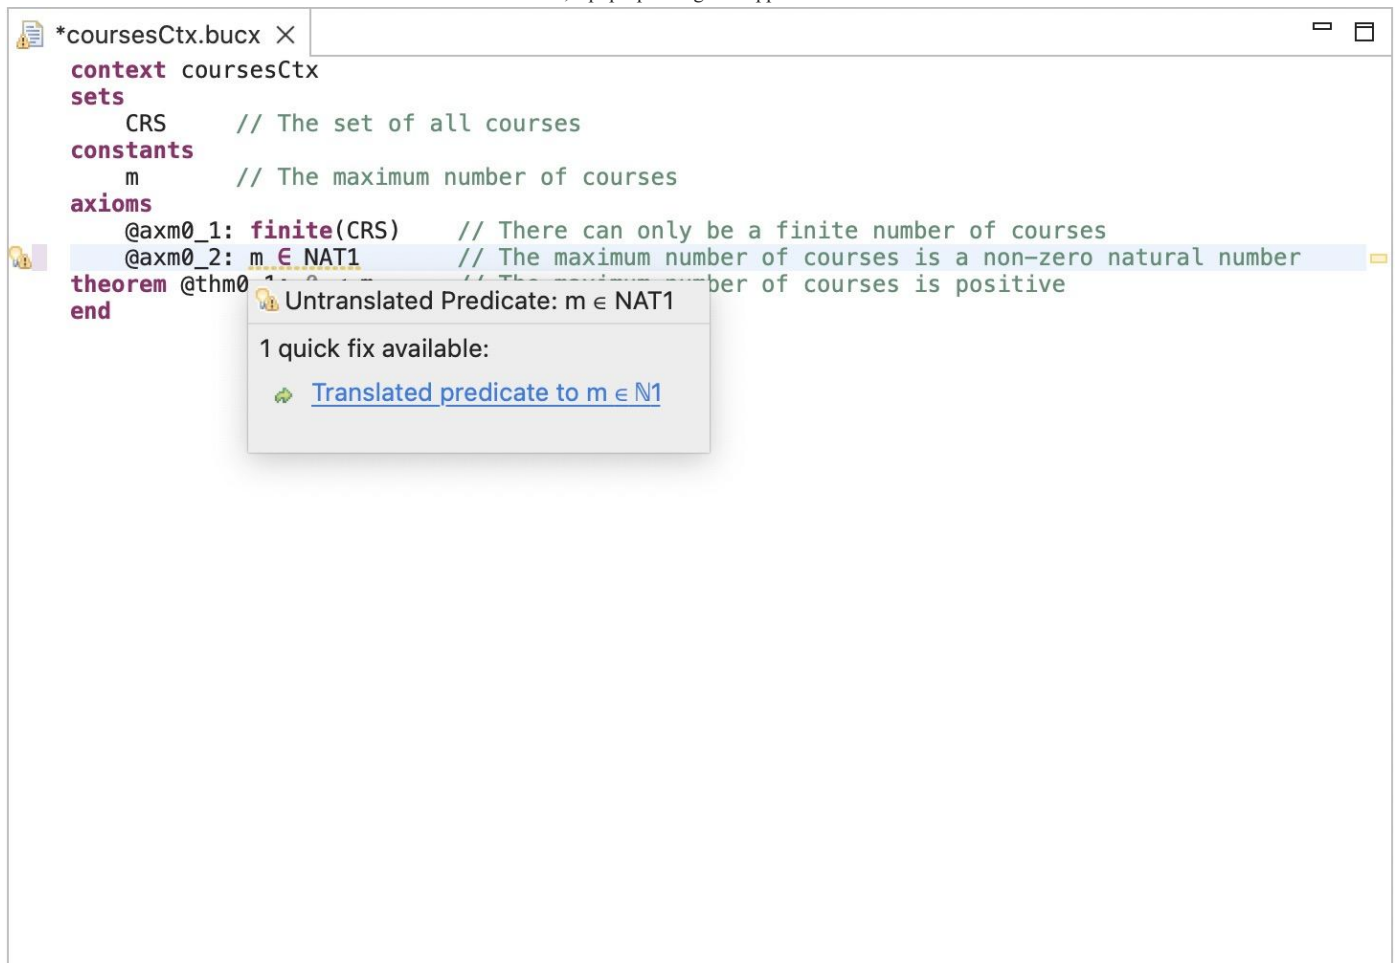 *coursesCtx.bucx
context coursesCtx
sets
CRS // The set of all courses
constants
m // The maximum number of courses
axioms
@axm0_1: finite(CRS) // There can only be a finite number of courses
@axm0_2: m ∈ NAT1 // The maximum number of courses is a non-zero natural number
theorem @thm0 ber of courses is positive
end
Untranslated Predicate: m ∈ NAT1
1 quick fix available:
Translated predicate to m ∈ ℕ1